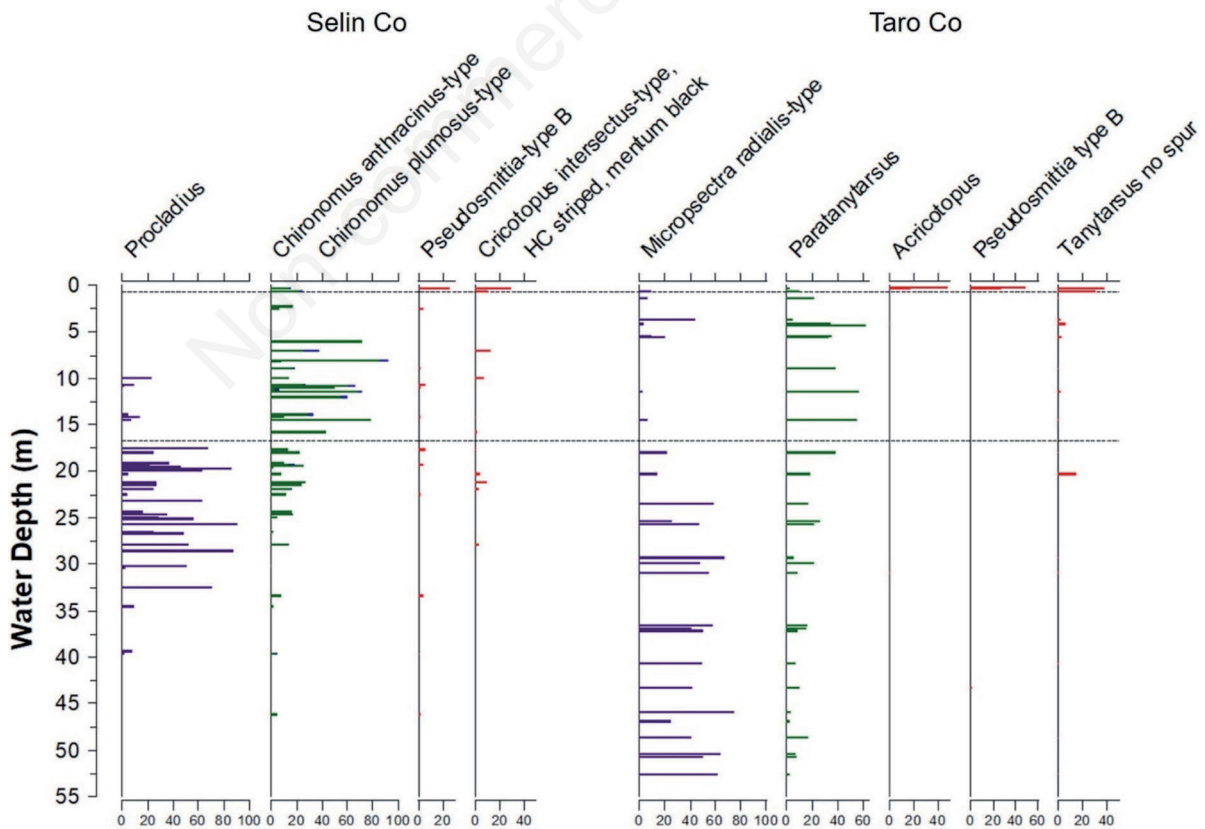 Selin Co
Taro Co
Procladius
Chironomus anthracinus-type
Chironomus plumosus-type
Pseudosmittia-type B
Cricotopus intersectus-type,
HC striped, mentum black
Micropsectra radialis-type
Paratanytarsus
Acricotopus
Pseudosmittia type B
Tanytarsus no spur
Non-commer
Water Depth (m)
0
5
10
15
20
25
30
35
40
45
50
55
0 20 40 60 80 100
0 20 40 60 80 100
0 20
0 20 40
0 20 40 60 80 100
0 20 40 60
0 20 40
0 20 40 60
0 20 40